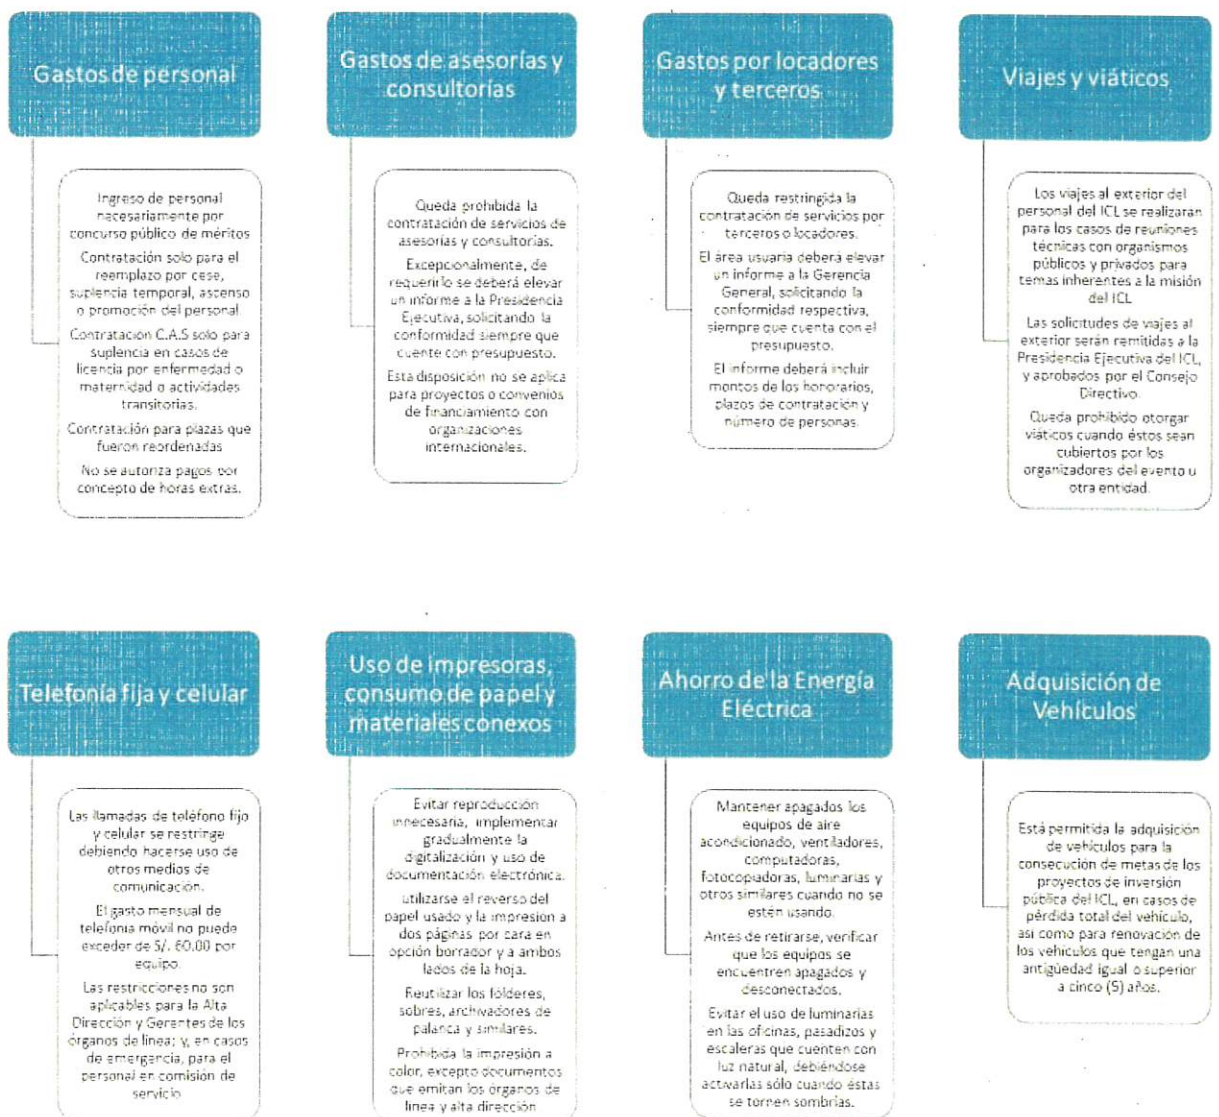 Gastos de personal
Ingreso de personal
necesariamente por
concurso público de méritos
Contratación solo para el
reemplazo por cese,
suplencia temporal, ascenso
o promoción del personal
Contratación C.A.S solo para
suplencia en casos de
licencia por enfermedad o
maternidad o actividades
transitorias.
Contratación para plazas que
fueron reordenadas
No se autoriza pagos por
concepto de horas extras.
Gastos de asesorías y
consultorías
Queda prohibida la
contratación de servicios de
asesorías y consultorías.
Excepcionalmente, de
requerirlo se deberá elevar
un informe a la Presidencia
Ejecutiva, solicitando la
conformidad siempre que
cuente con presupuesto.
Esta disposición no se aplica
para proyectos o convenios
de financiamiento con
organizaciones
internacionales.
Gastos por locadores
y terceros
Queda restringida la
contratación de servicios por
terceros o locadores.
El área usuaria deberá elevar
un informe a la Gerencia
General, solicitando la
conformidad respectiva,
siempre que cuenta con el
presupuesto.
El informe deberá incluir
montos de los honorarios,
plazos de contratación y
número de personas.
Viajes y viáticos
Los viajes al exterior del
personal del ICL se realizaran
para los casos de reuniones
técnicas con organismos
públicos y privados para
temas inherentes a la misión
del ICL
Las solicitudes de viajes al
exterior serán remitidas a la
Presidencia Ejecutiva del ICL,
y aprobados por el Consejo
Directivo.
Queda prohibido otorgar
viáticos cuando éstos sean
cubiertos por los
organizadores del evento u
otra entidad.
Telefonía fija y celular
Las llamadas de teléfono fijo
y celular se restringe
debiendo hacerse uso de
otros medios de
comunicación.
El gasto mensual de
telefonía móvil no puede
exceder de S/. 60.00 por
equipo.
Las restricciones no son
aplicables para la Alta
Dirección y Gerentes de los
órganos de línea; y, en casos
de emergencia, para el
personal en comisión de
servicio
Uso de impresoras,
consumo de papel y
materiales conexos
Evitar reproducción
innecesaria, implementar
gradualmente la
digitalización y uso de
documentación electrónica.
utilizarse el reverso del
papel usado y la impresión a
dos páginas por cara en
opción borrador y a ambos
lados de la hoja.
Reutilizar los fólderes,
sobres, archivadores de
palanca y similares.
Prohibida la impresión a
color, excepto documentos
que emitan los órganos de
línea y alta dirección
Ahorro de la Energía
Eléctrica
Mantener apagados los
equipos de aire
acondicionado, ventiladores,
computadoras,
fotocopiadoras, luminarias y
otros similares cuando no se
estén usando.
Antes de retirarse, verificar
que los equipos se
encuentren apagados y
desconectados.
Evitar el uso de luminarias
en las oficinas, pasadizos y
escaleras que cuenten con
luz natural, debiéndose
activarlas sólo cuando éstas
se tornen sombrías.
Adquisición de
Vehículos
Está permitida la adquisición
de vehículos para la
consecución de metas de los
proyectos de inversión
pública del ICL, en casos de
pérdida total del vehículo,
así como para renovación de
los vehículos que tengan una
antigüedad igual o superior
a cinco (5) años.